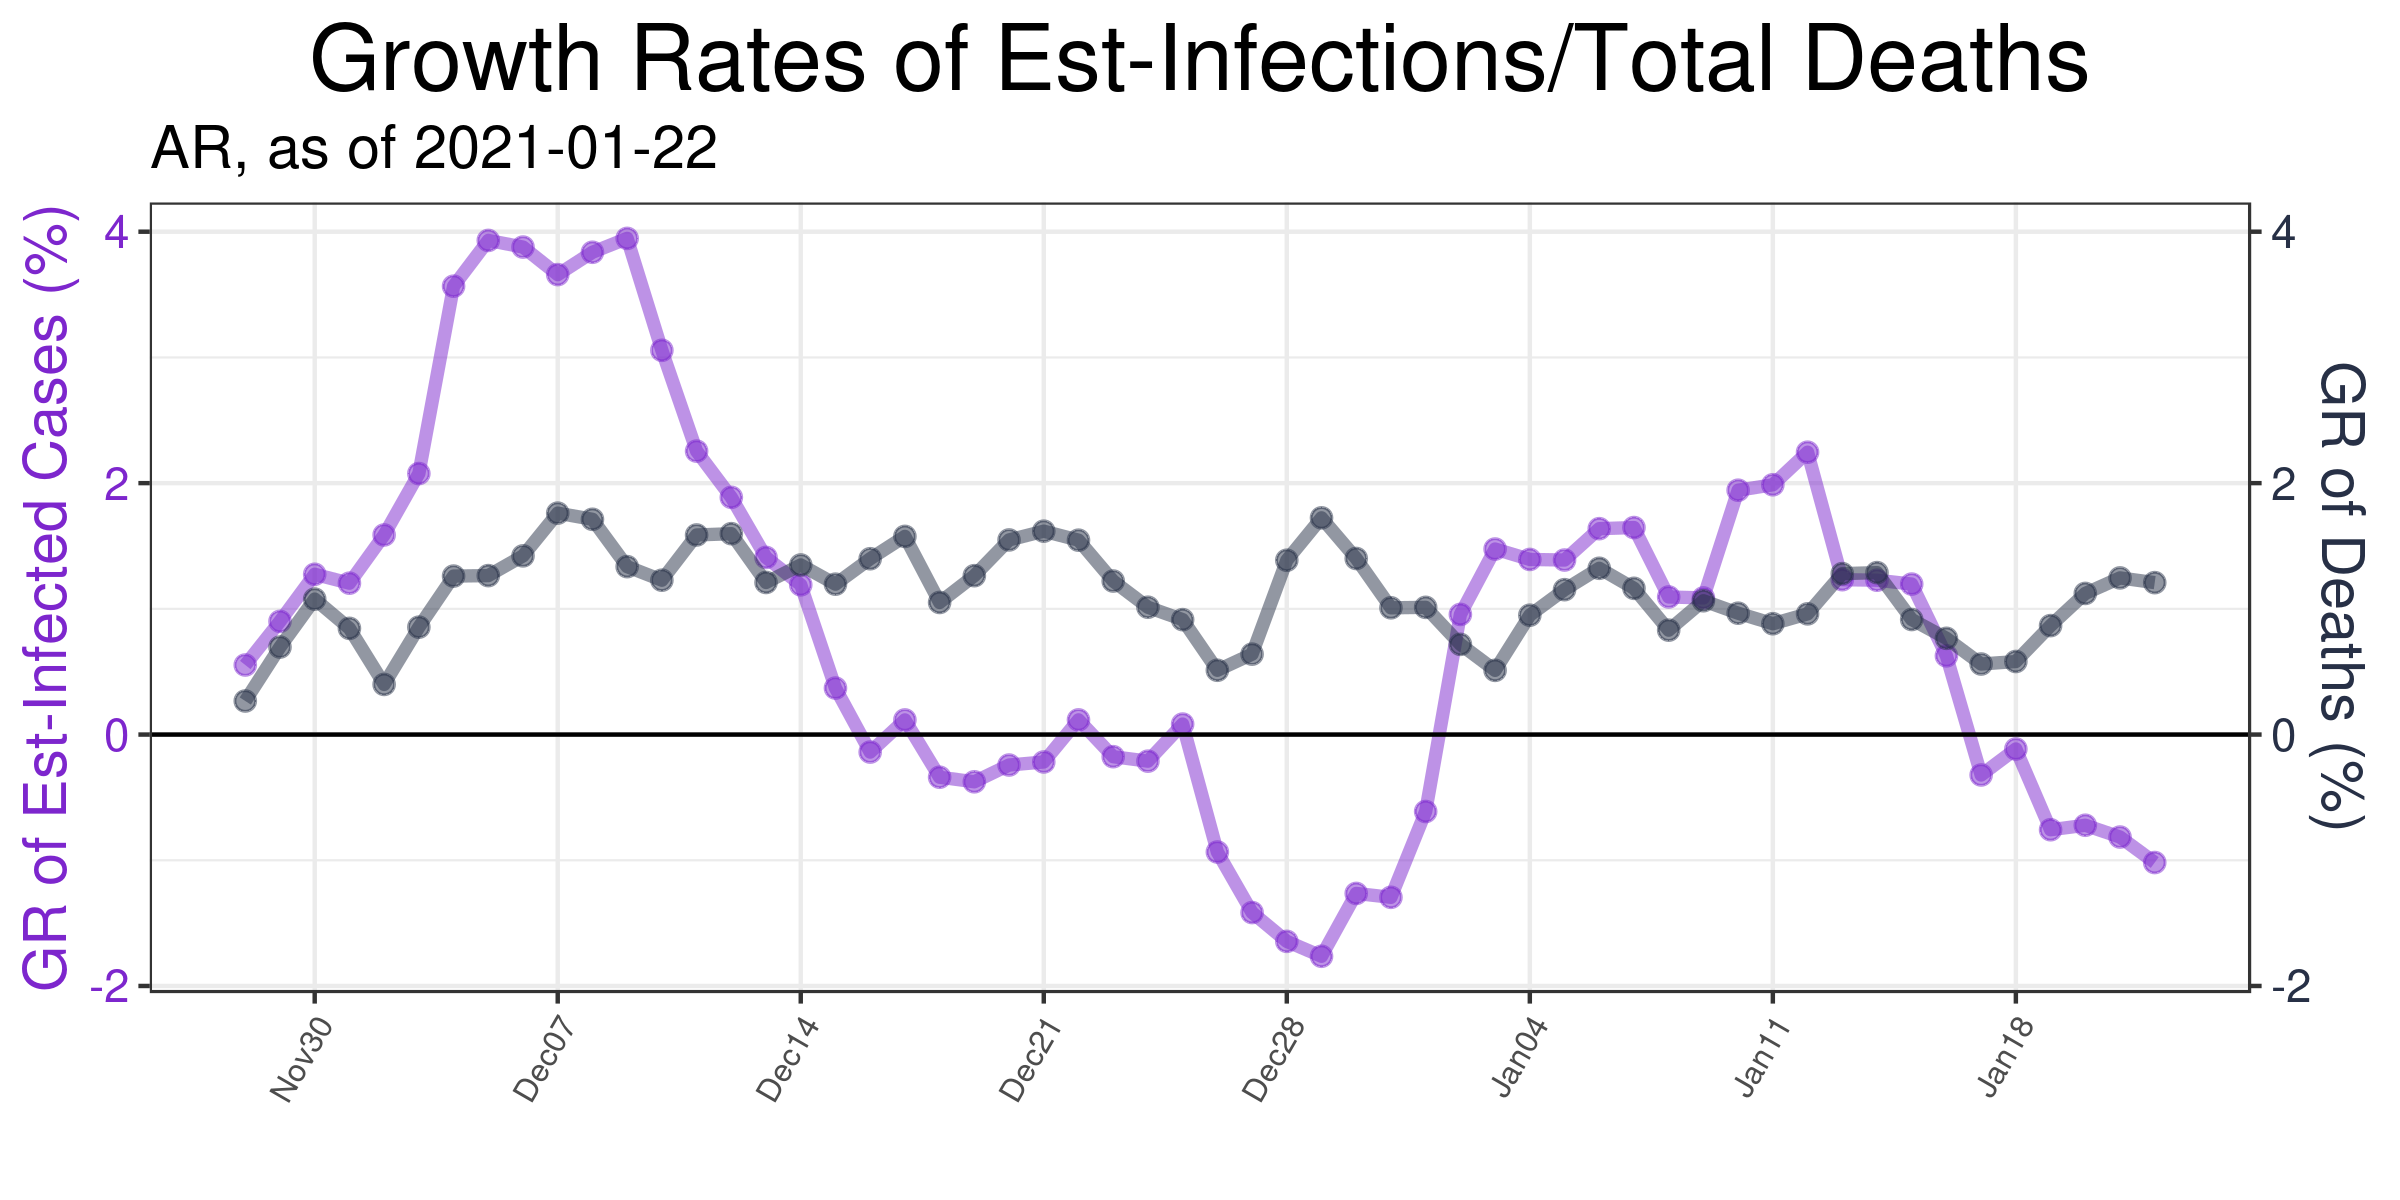 Growth Rates of Est-Infections/Total Deaths
AR, as of 2021-01-22
GR of Est-Infected Cases (%)
4
2
0
-2
4
2
0
-2
GR of Deaths (%)
Nov30
Dec07
Dec14
Dec21
Dec28
Jan04
Jan11
Jan18